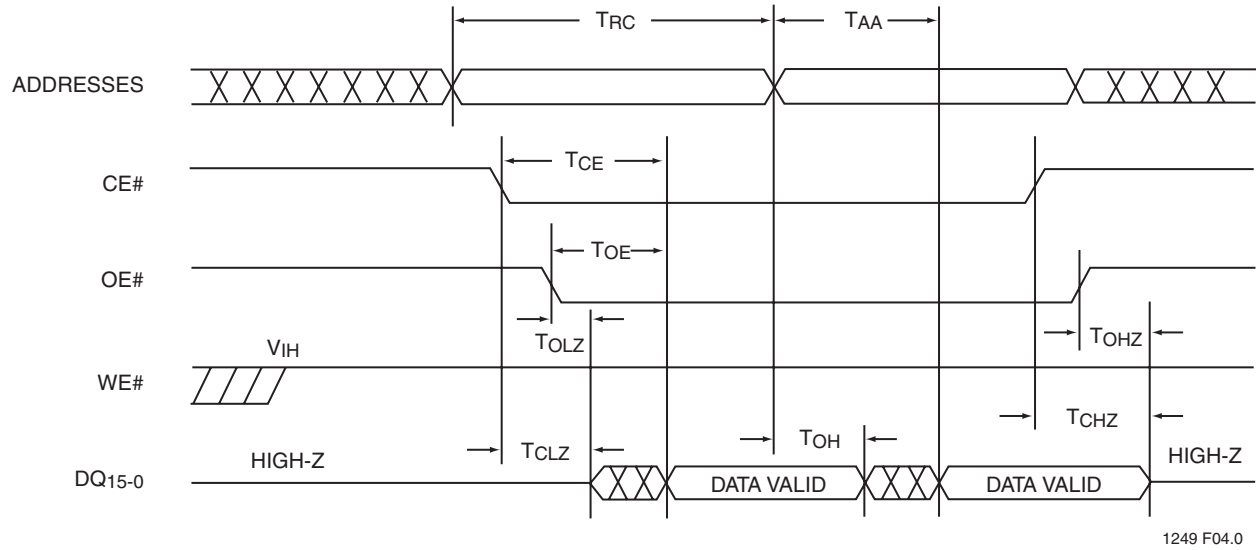 TRC
TAA
ADDRESSES
TCE
CE#
TOE
OE#
TOLZ
TOHZ
VIH
WE#
TCLZ
TOH
TCHZ
HIGH-Z
HIGH-Z
DQ15-0
DATA VALID
DATA VALID
1249 F04.0